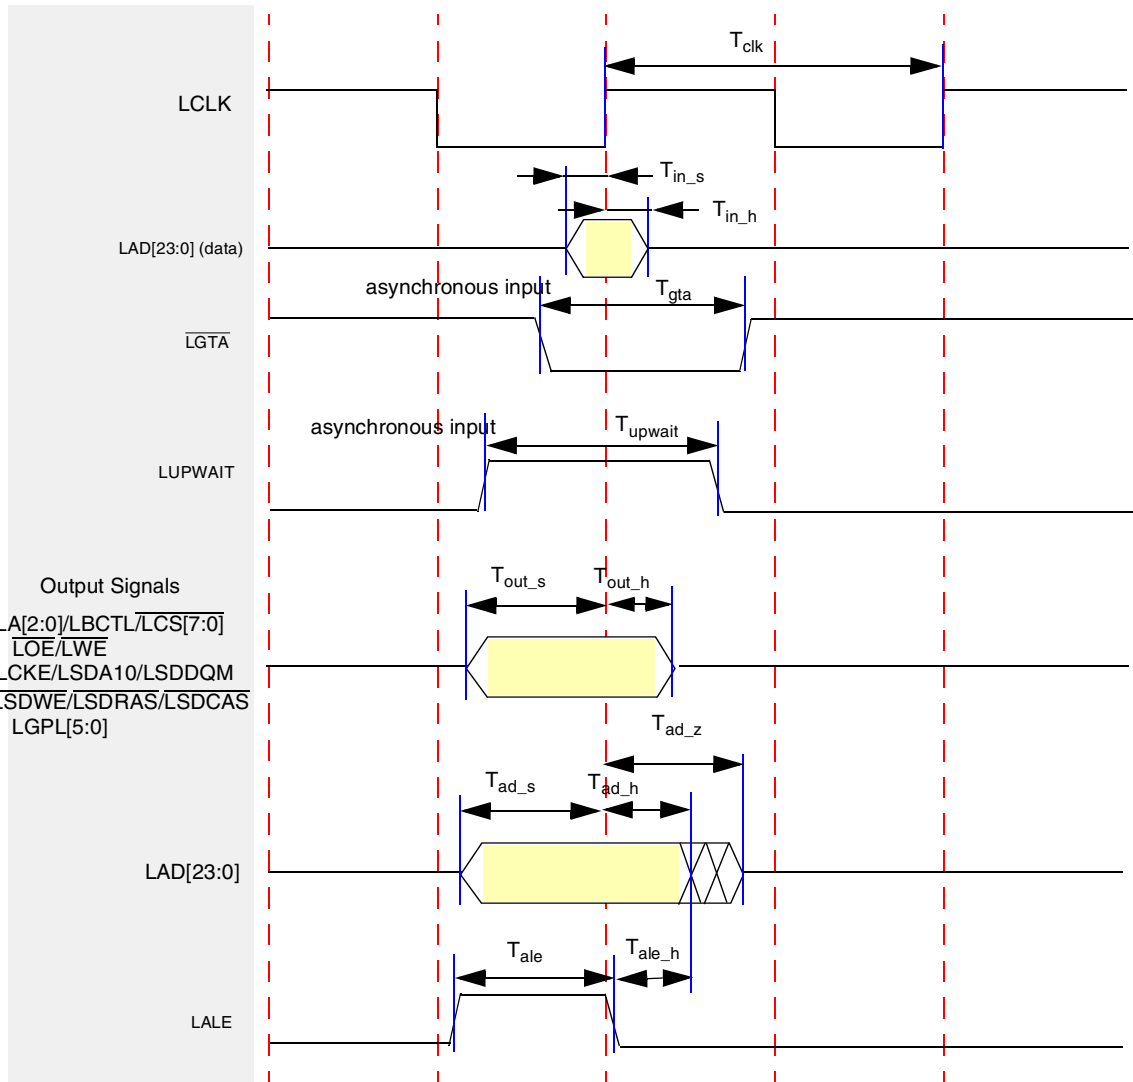 T_clk
LCLK
T_in_s
T_in_h
LAD[23:0] (data)
asynchronous input
T_gta
LGTA
asynchronous input
T_upwait
LUPWAIT
Output Signals
T_out_s
T_out_h
LA[2:0]/LBCTL/LCS[7:0]
LOE/LWE
LCKE/LSDA10/LSDDQM
LSDWE/LSDRAS/LSDCAS
LGPL[5:0]
T_ad_z
T_ad_s
T_ad_h
LAD[23:0]
T_ale
T_ale_h
LALE